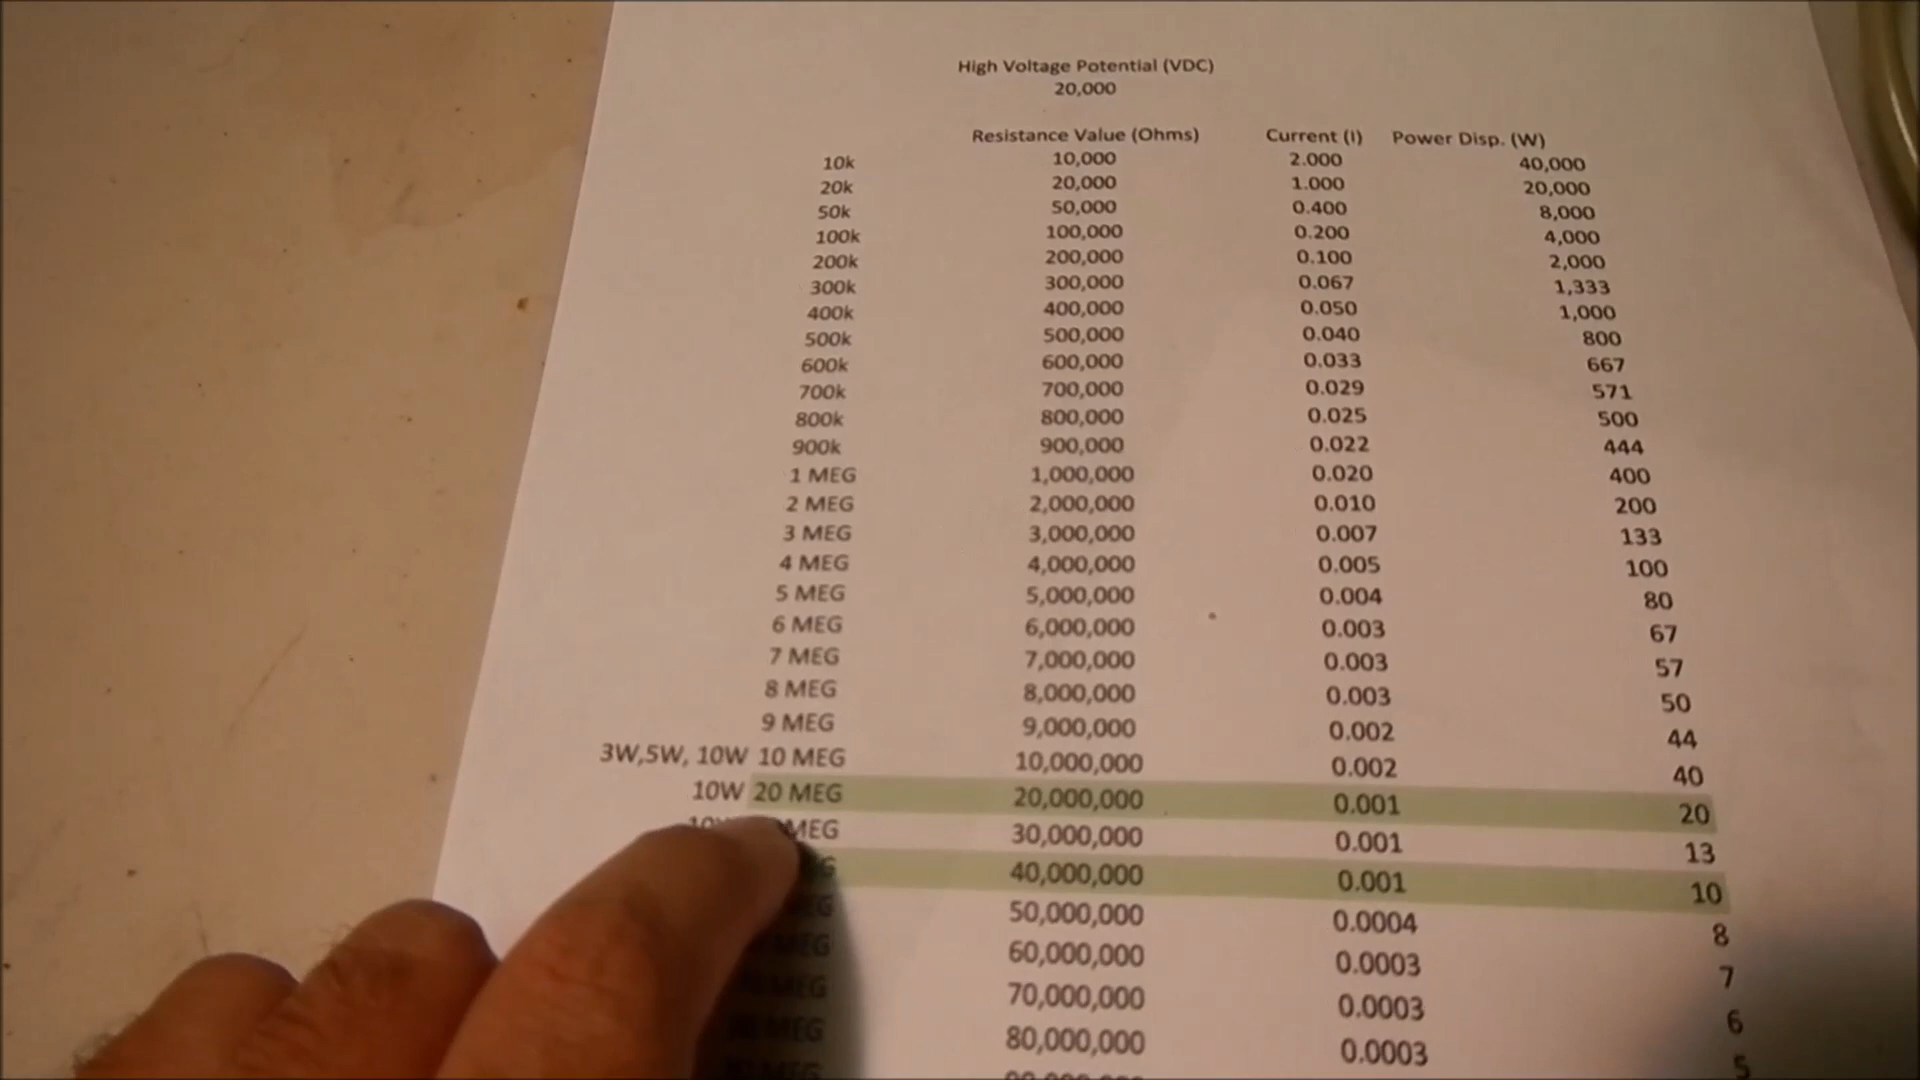 High Voltage Potential (VDC)
20,000
Resistance Value (Ohms) Current (I) Power Disp. (W)
10k 10,000 2.000 40,000
20k 20,000 1.000 20,000
50k 50,000 0.400 8,000
100k 100,000 0.200 4,000
200k 200,000 0.100 2,000
300k 300,000 0.067 1,333
400k 400,000 0.050 1,000
500k 500,000 0.040 800
600k 600,000 0.033 667
700k 700,000 0.029 571
800k 800,000 0.025 500
900k 900,000 0.022 444
1 MEG 1,000,000 0.020 400
2 MEG 2,000,000 0.010 200
3 MEG 3,000,000 0.007 133
4 MEG 4,000,000 0.005 100
5 MEG 5,000,000 0.004 80
6 MEG 6,000,000 0.003 67
7 MEG 7,000,000 0.003 57
8 MEG 8,000,000 0.003 50
9 MEG 9,000,000 0.002 44
3W,5W, 10W 10 MEG 10,000,000 0.002 40
10W 20 MEG 20,000,000 0.001 20
MEG 30,000,000 0.001 13
40,000,000 0.001 10
50,000,000 0.0004 8
MEG 60,000,000 0.0003 7
MEG 70,000,000 0.0003 6
MEG 80,000,000 0.0003 5